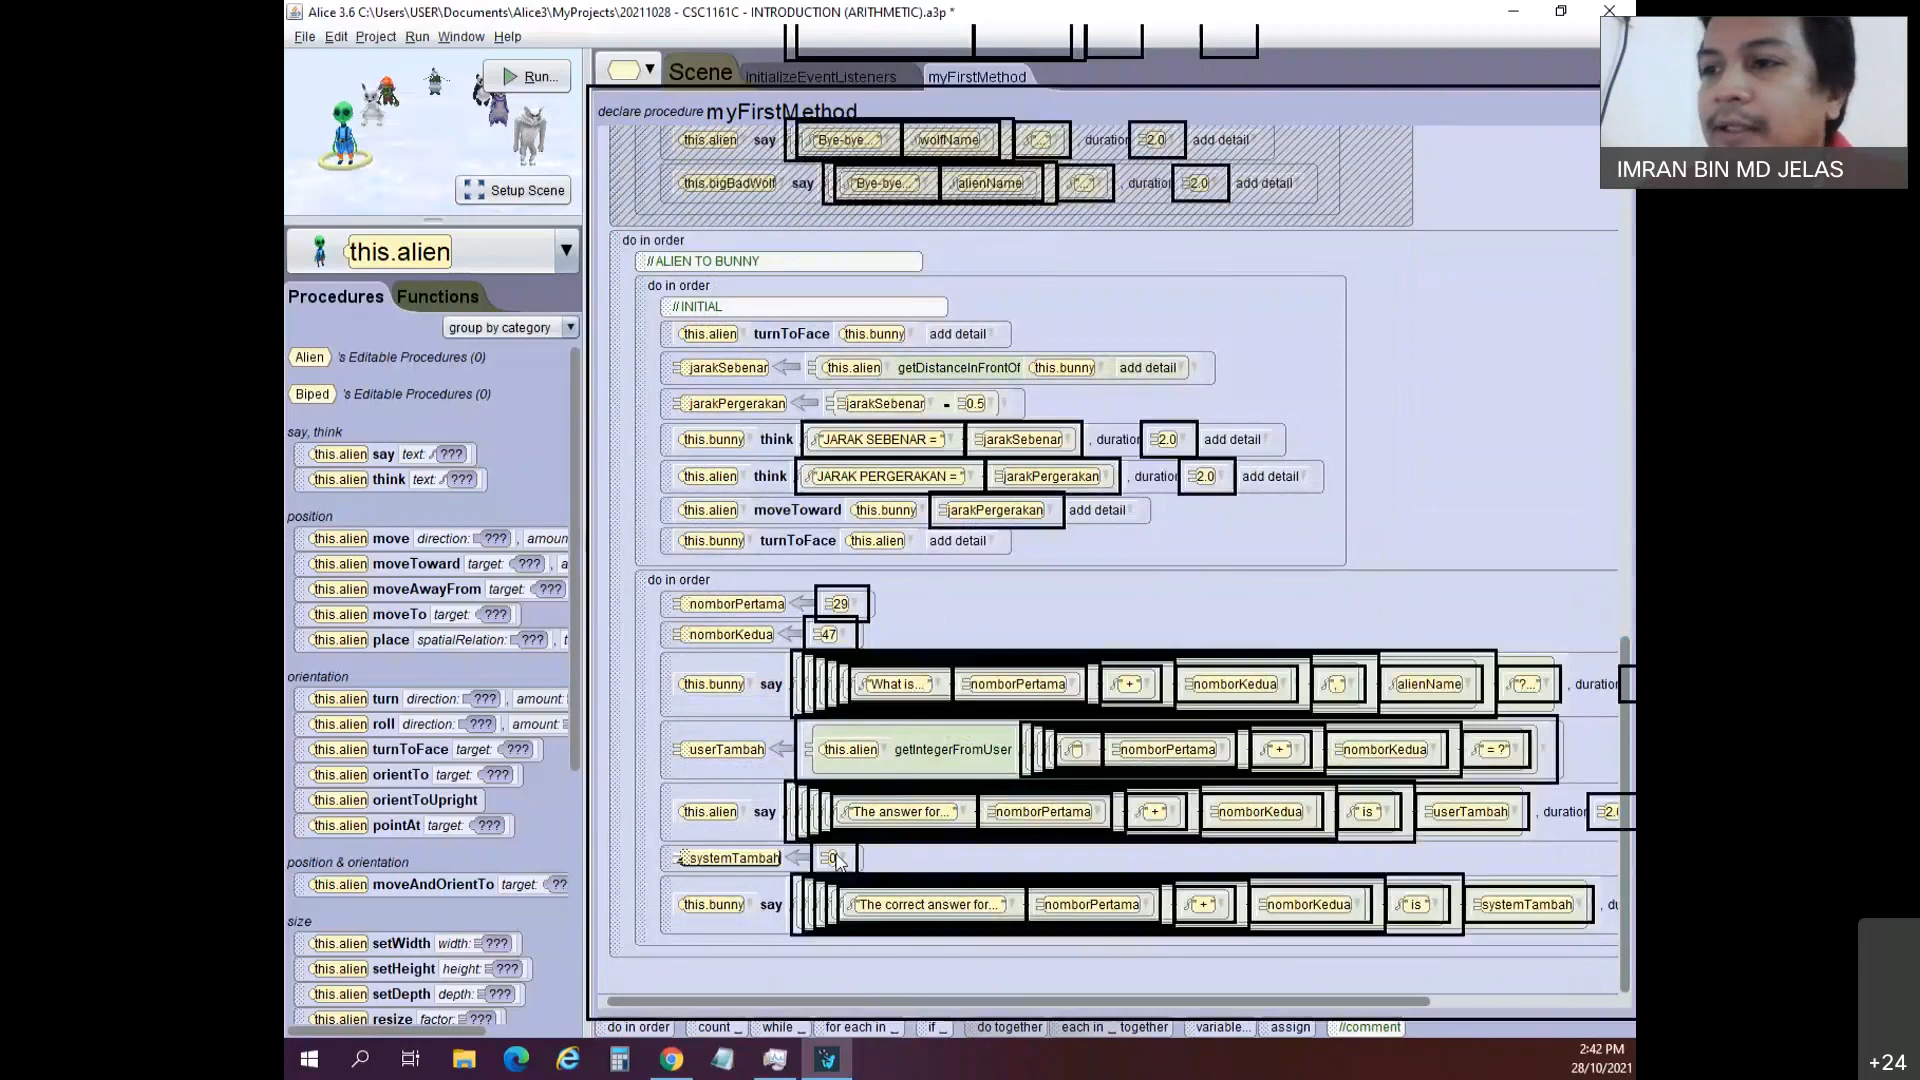 Alice 3.6 C:\Users\USER\Documents\Alice3\MyProjects\20211028 - CSC1161C - INTRODUCTION (ARITHMETIC).a3p *
File Edit Project Run Window Help
Run...
Setup Scene
this.alien
Procedures Functions
group by category
Alien 's Editable Procedures (0)
Biped 's Editable Procedures (0)
say, think
this.alien say text: ???
this.alien think text: ???
position
this.alien move direction: ??? , amoun
this.alien moveToward target: ??? , a
this.alien moveAwayFrom target: ???
this.alien moveTo target: ???
this.alien place spatialRelation: ??? , t
orientation
this.alien turn direction: ??? , amount:
this.alien roll direction: ??? , amount:
this.alien turnToFace target: ???
this.alien orientTo target: ???
this.alien orientToUpright
this.alien pointAt target: ???
position & orientation
this.alien moveAndOrientTo target: ??
size
this.alien setWidth width: ???
this.alien setHeight height: ???
this.alien setDepth depth: ???
this.alien resize factor: ???
Scene initializeEventListeners myFirstMethod
declare procedure myFirstMethod
this.alien say "Bye-bye..." wolfName "..." , duration 2.0 add detail
this.bigBadWolf say "Bye-bye..." alienName "..." , duration 2.0 add detail
do in order
//ALIEN TO BUNNY
do in order
//INITIAL
this.alien turnToFace this.bunny add detail
jarakSebenar this.alien getDistanceInFrontOf this.bunny add detail
jarakPergerakan jarakSebenar - 0.5
this.bunny think "JARAK SEBENAR = " jarakSebenar , duration 2.0 add detail
this.alien think "JARAK PERGERAKAN = " jarakPergerakan , duration 2.0 add detail
this.alien moveToward this.bunny jarakPergerakan add detail
this.bunny turnToFace this.alien add detail
do in order
nomborPertama 29
nomborKedua 47
this.bunny say "What is... " nomborPertama " + " nomborKedua ", " alienName "?..." , duration
userTambah this.alien getIntegerFromUser "" nomborPertama " + " nomborKedua " = ?"
this.alien say "The answer for... " nomborPertama " + " nomborKedua " is " userTambah , duration 2.0
systemTambah 0
this.bunny say "The correct answer for... " nomborPertama " + " nomborKedua " is " systemTambah , du
do in order count _ while _ for each in _ if _ do together each in _ together variable... assign //comment
2:42 PM
28/10/2021
IMRAN BIN MD JELAS
+24